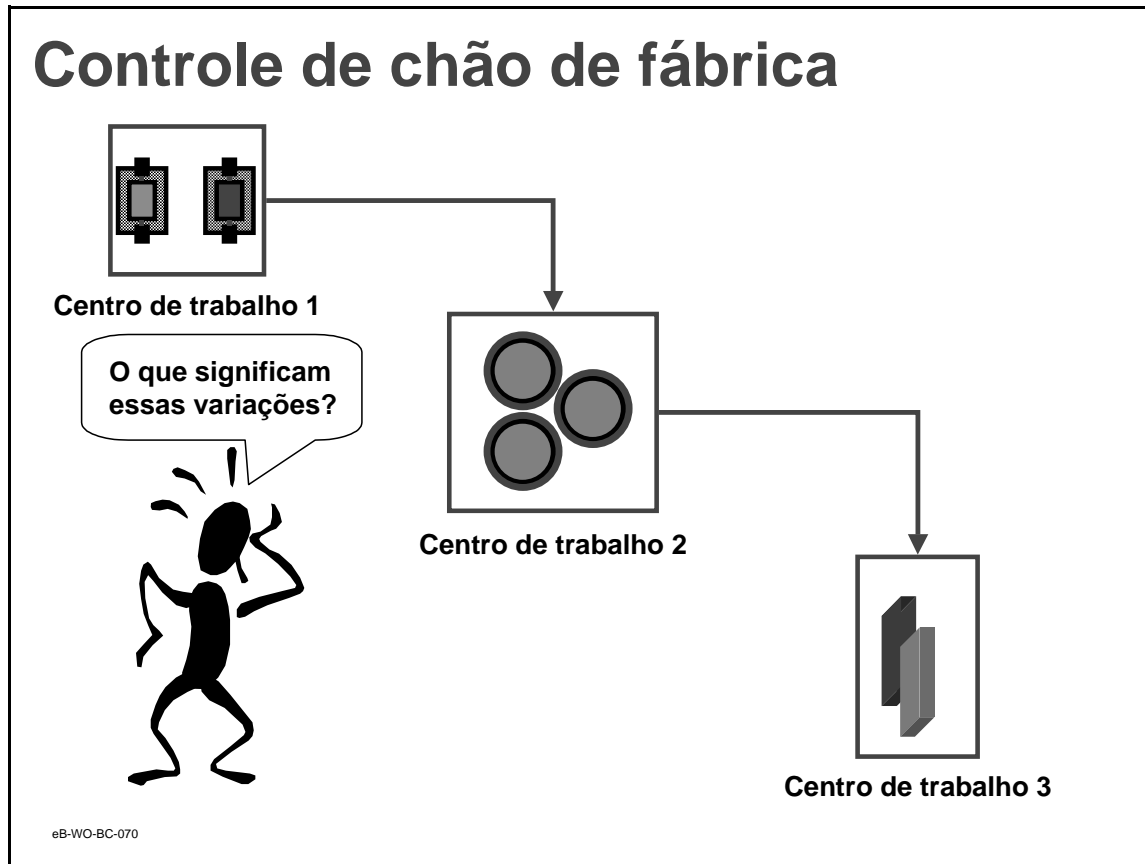 Controle de chão de fábrica
Centro de trabalho 1
O que significam
essas variações?
Centro de trabalho 2
Centro de trabalho 3
eB-WO-BC-070